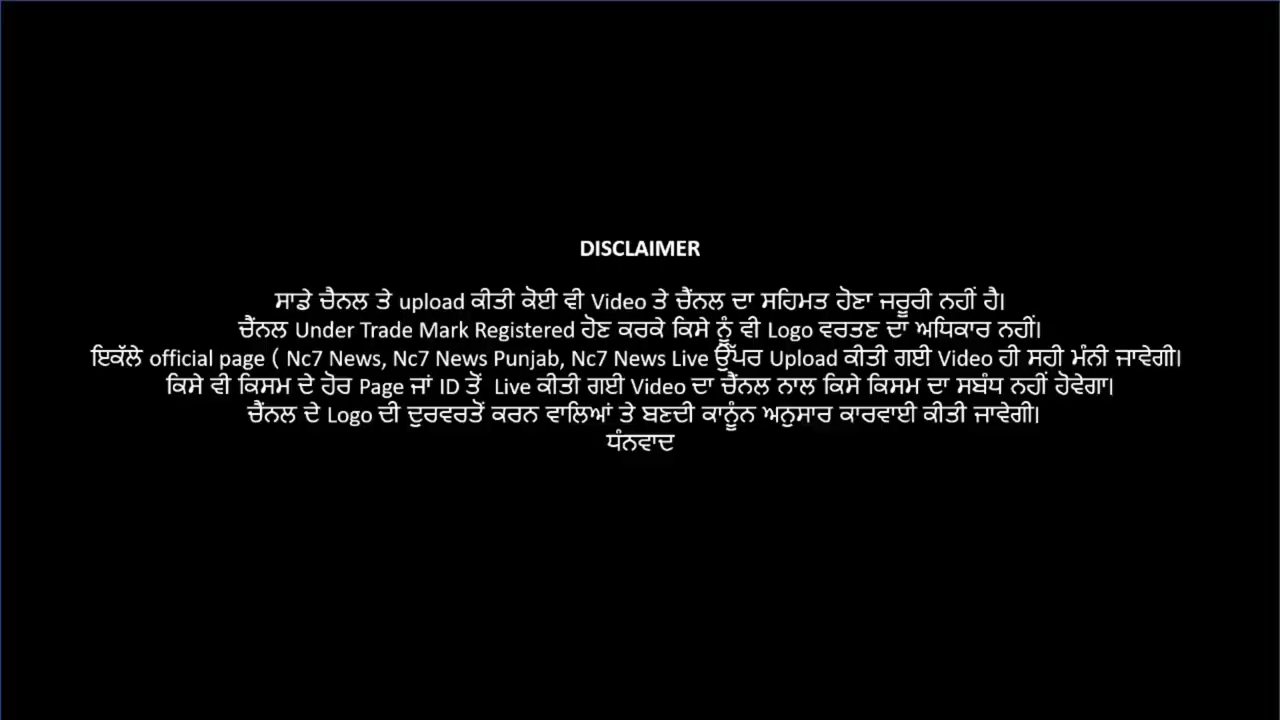 DISCLAIMER
ਸਾਡੇ ਚੈਨਲ ਤੇ upload ਕੀਤੀ ਕੋਈ ਵੀ Video ਤੇ ਚੈਂਨਲ ਦਾ ਸਹਿਮਤ ਹੋਣਾ ਜਰੂਰੀ ਨਹੀਂ ਹੈ।
ਚੈਂਨਲ Under Trade Mark Registered ਹੋਣ ਕਰਕੇ ਕਿਸੇ ਨੂੰ ਵੀ Logo ਵਰਤਣ ਦਾ ਅਧਿਕਾਰ ਨਹੀਂ।
ਇਕੱਲੇ official page ( Nc7 News, Nc7 News Punjab, Nc7 News Live ਉੱਪਰ Upload ਕੀਤੀ ਗਈ Video ਹੀ ਸਹੀ ਮੰਨੀ ਜਾਵੇਗੀ।
ਕਿਸੇ ਵੀ ਕਿਸਮ ਦੇ ਹੋਰ Page ਜਾਂ ID ਤੋਂ Live ਕੀਤੀ ਗਈ Video ਦਾ ਚੈਂਨਲ ਨਾਲ ਕਿਸੇ ਕਿਸਮ ਦਾ ਸਬੰਧ ਨਹੀਂ ਹੋਵੇਗਾ।
ਚੈਂਨਲ ਦੇ Logo ਦੀ ਦੁਰਵਰਤੋਂ ਕਰਨ ਵਾਲਿਆਂ ਤੇ ਬਣਦੀ ਕਾਨੂੰਨ ਅਨੁਸਾਰ ਕਾਰਵਾਈ ਕੀਤੀ ਜਾਵੇਗੀ।
ਧੰਨਵਾਦ